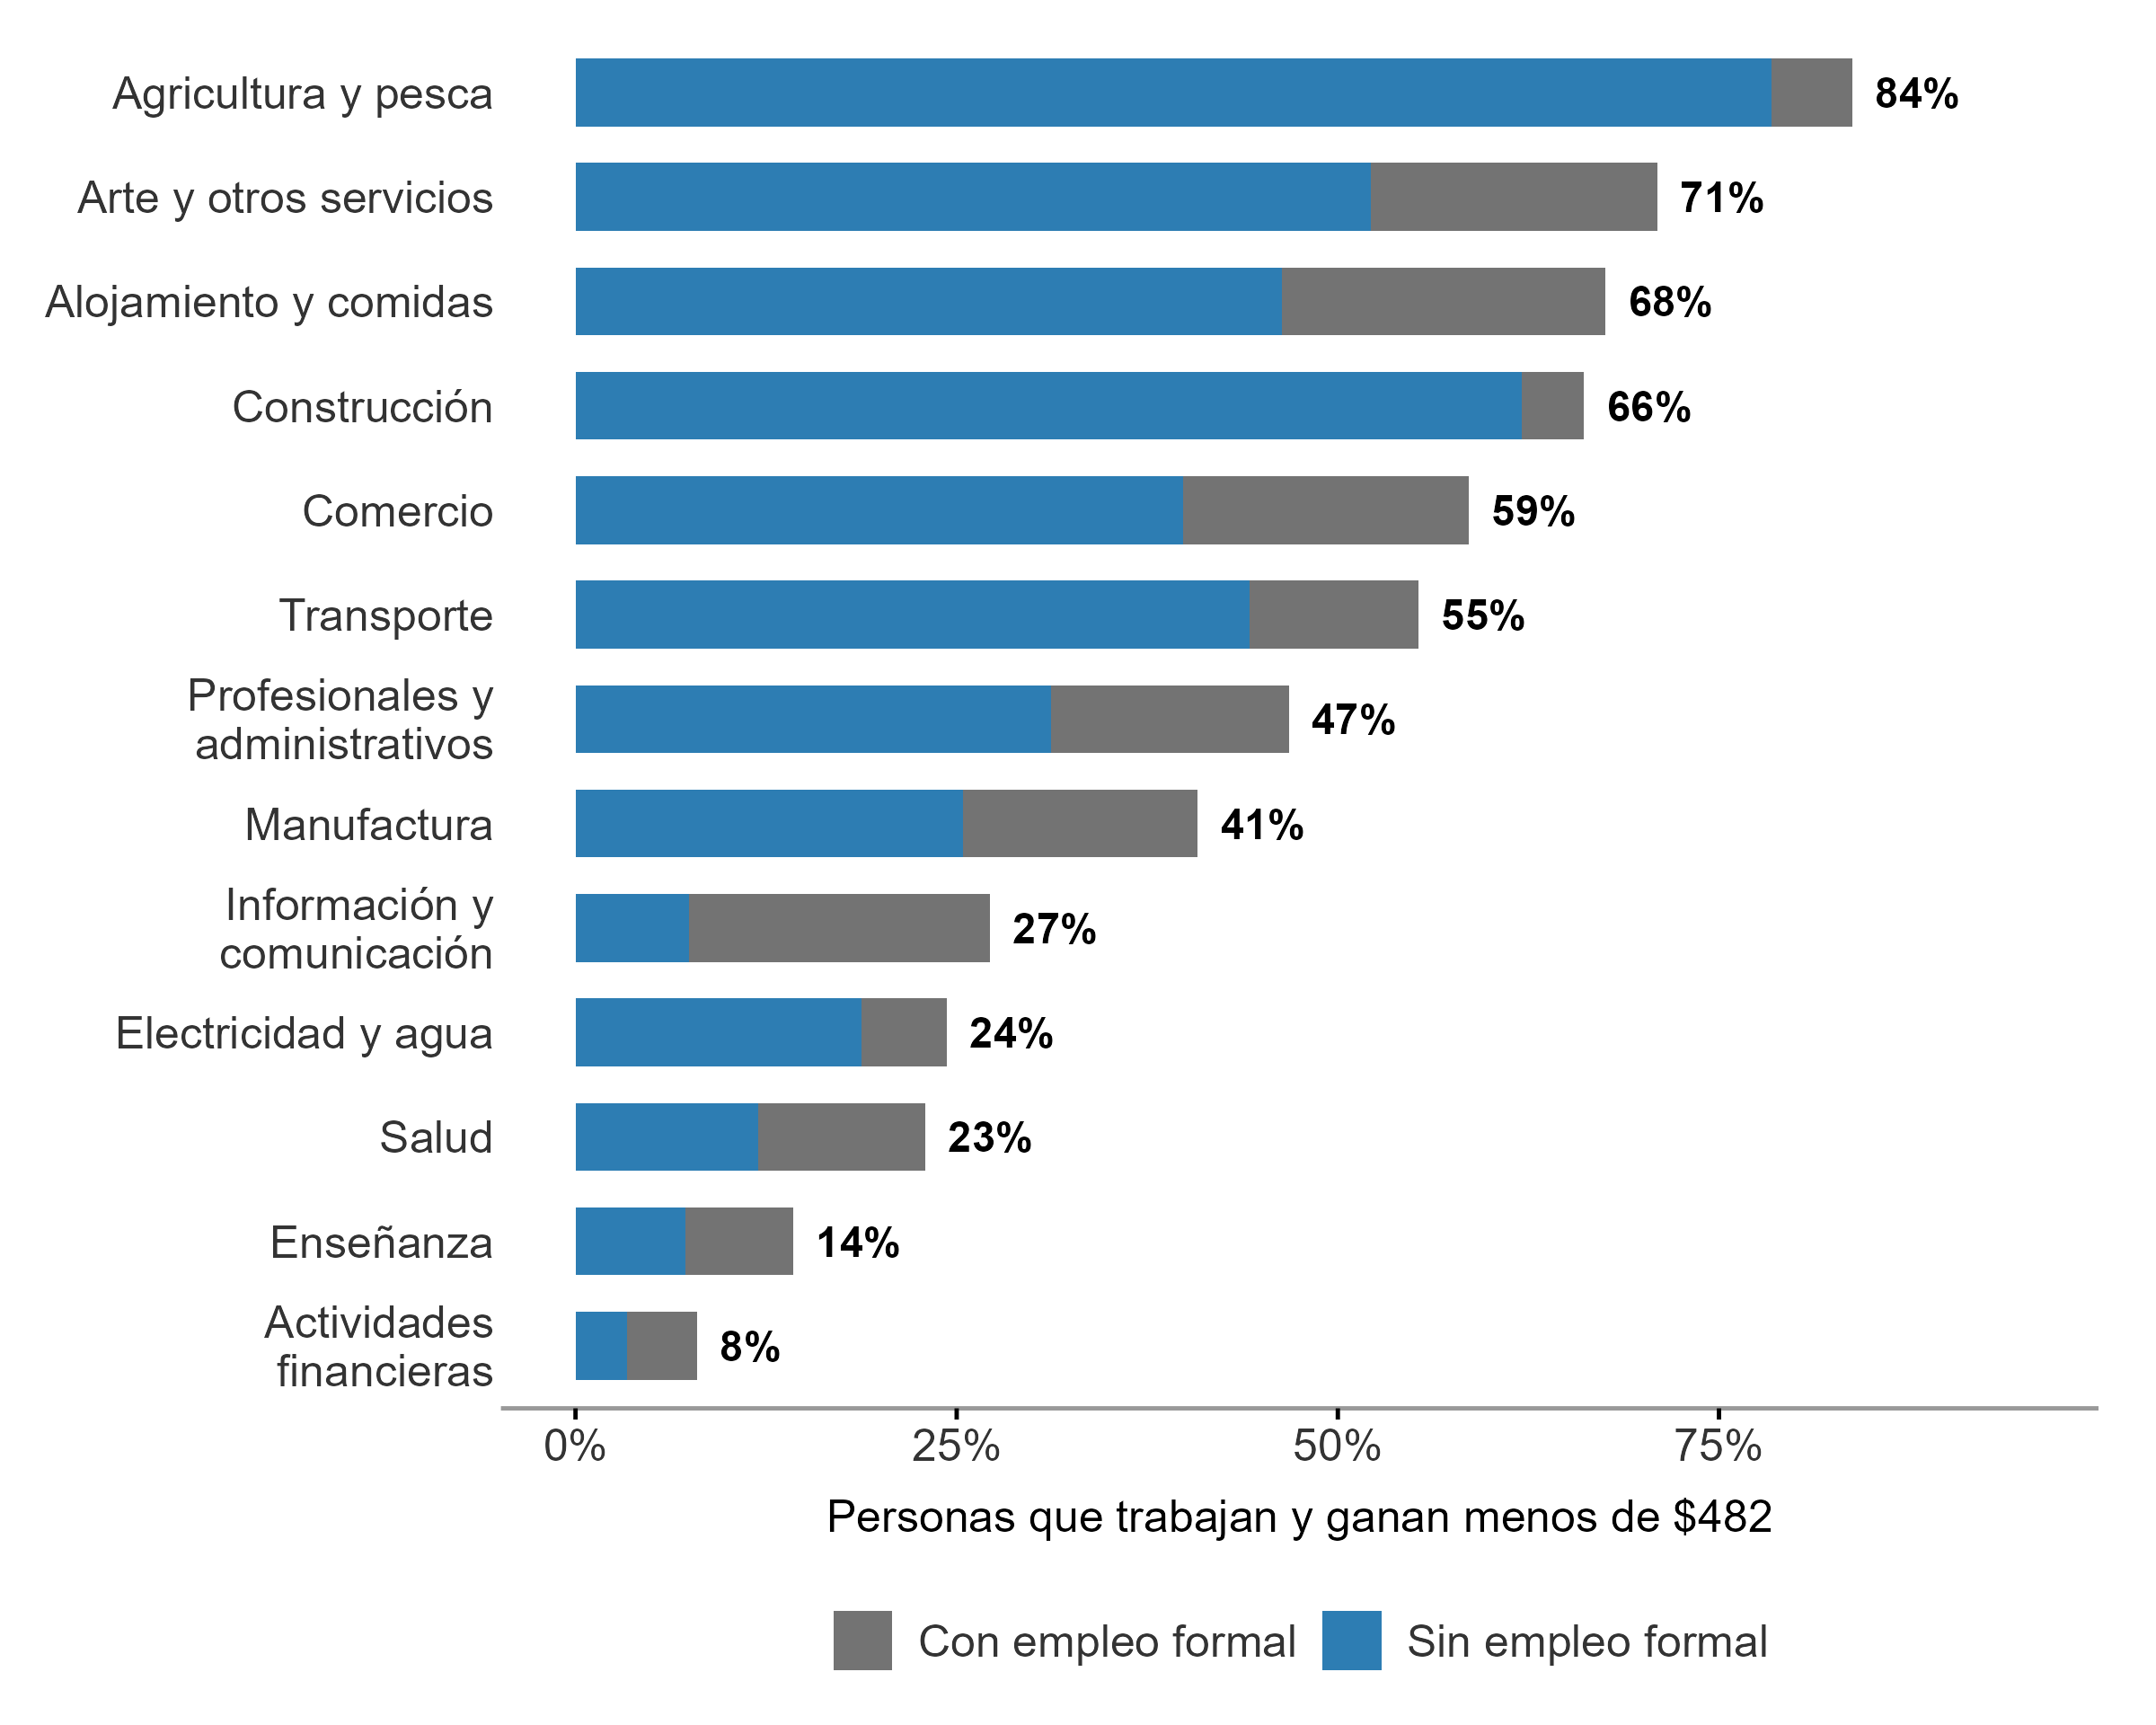 Agricultura y pesca
84%
Arte y otros servicios
71%
Alojamiento y comidas
68%
Construcción
66%
Comercio
59%
Transporte
55%
Profesionales y
administrativos
47%
Manufactura
41%
Información y
comunicación
27%
Electricidad y agua
24%
Salud
23%
Enseñanza
14%
Actividades
financieras
8%
0% 25% 50% 75%
Personas que trabajan y ganan menos de $482
Con empleo formal Sin empleo formal